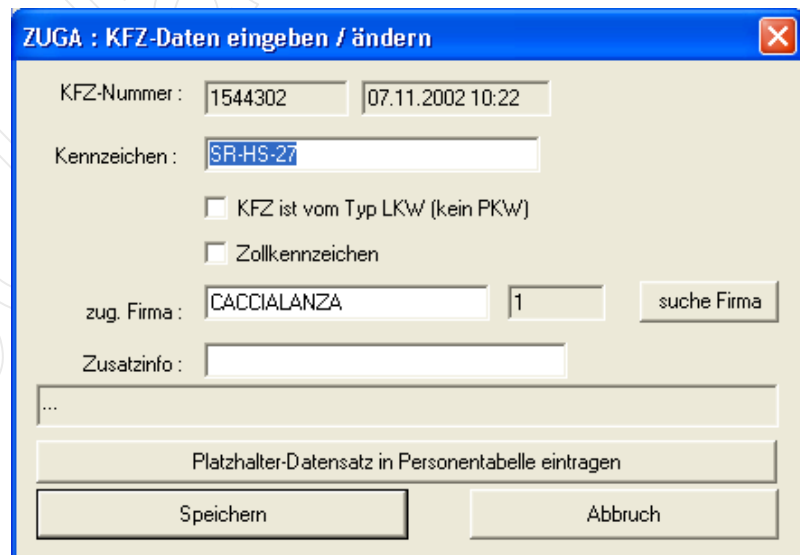 ZUGA : KFZ-Daten eingeben / ändern
KFZ-Nummer : 1544302 07.11.2002 10:22
Kennzeichen : SR-HS-27
KFZ ist vom Typ LKW (kein PKW)
Zollkennzeichen
zug. Firma : CACCIALANZA 1 suche Firma
Zusatzinfo :
...
Platzhalter-Datensatz in Personentabelle eintragen
Speichern Abbruch